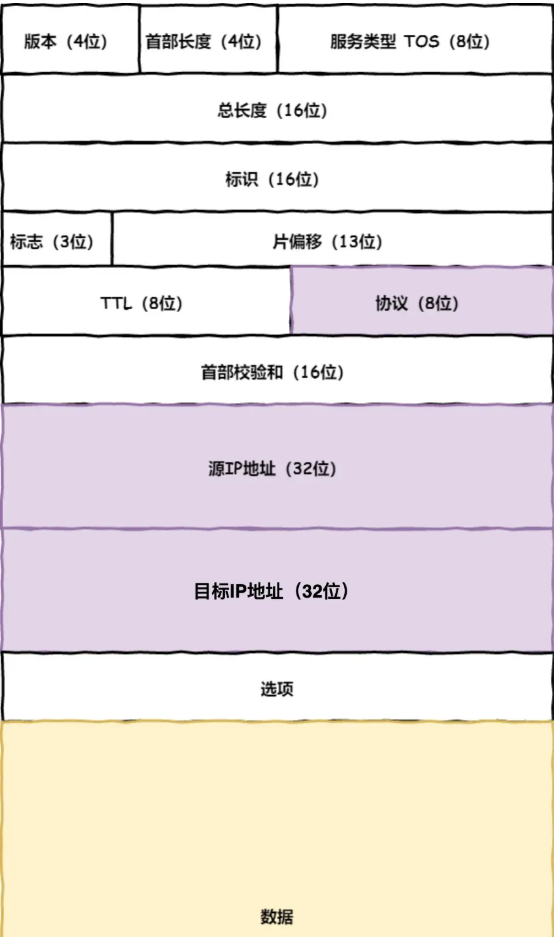 版本（4位） 首部长度（4位） 服务类型 TOS（8位）
总长度（16位）
标识（16位）
标志（3位） 片偏移（13位）
TTL（8位） 协议（8位）
首部校验和（16位）
源IP地址（32位）
目标IP地址（32位）
选项
数据